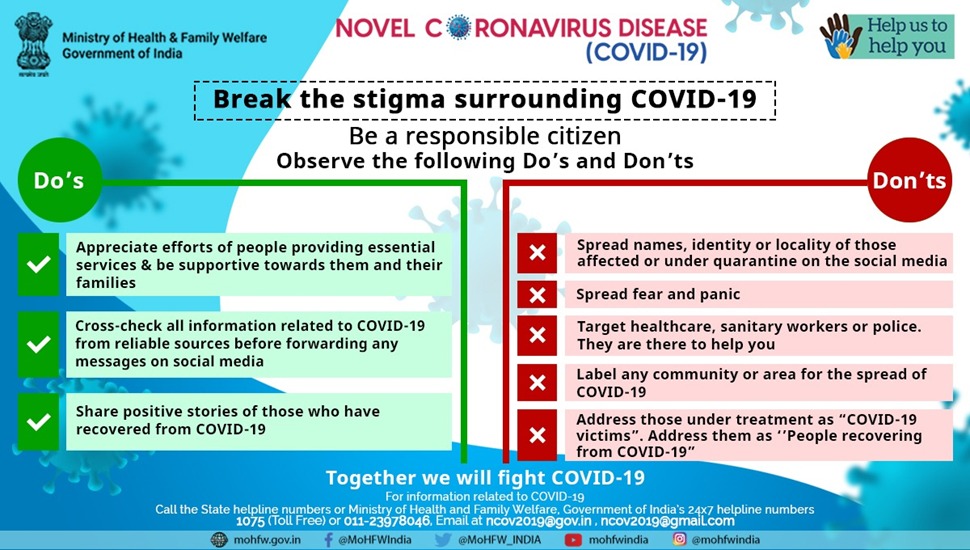 Ministry of Health & Family Welfare
Government of India
NOVEL CORONAVIRUS DISEASE
(COVID-19)
Help us to
help you
Break the stigma surrounding COVID-19
Be a responsible citizen
Observe the following Do's and Don'ts
Do's
Appreciate efforts of people providing essential
services & be supportive towards them and their
families
Cross-check all information related to COVID-19
from reliable sources before forwarding any
messages on social media
Share positive stories of those who have
recovered from COVID-19
Don'ts
Spread names, identity or locality of those
affected or under quarantine on the social media
Spread fear and panic
Target healthcare, sanitary workers or police.
They are there to help you
Label any community or area for the spread of
COVID-19
Address those under treatment as “COVID-19
victims”. Address them as ‘’People recovering
from COVID-19”
Together we will fight COVID-19
For information related to COVID-19
Call the State helpline numbers or Ministry of Health and Family Welfare, Government of India's 24x7 helpline numbers
1075 (Toll Free) or 011-23978046, Email at ncov2019@gov.in , ncov2019@gmail.com
mohfw.gov.in @MoHFWIndia @MoHFW_INDIA mohfwindia @mohfwindia